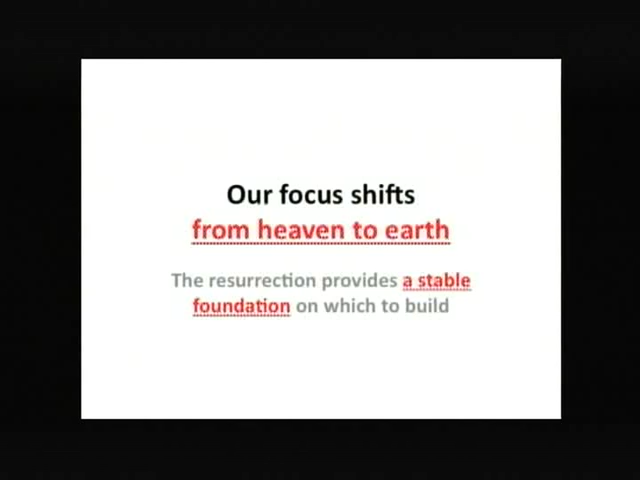 Our focus shifts
from heaven to earth
The resurrection provides a stable
foundation on which to build